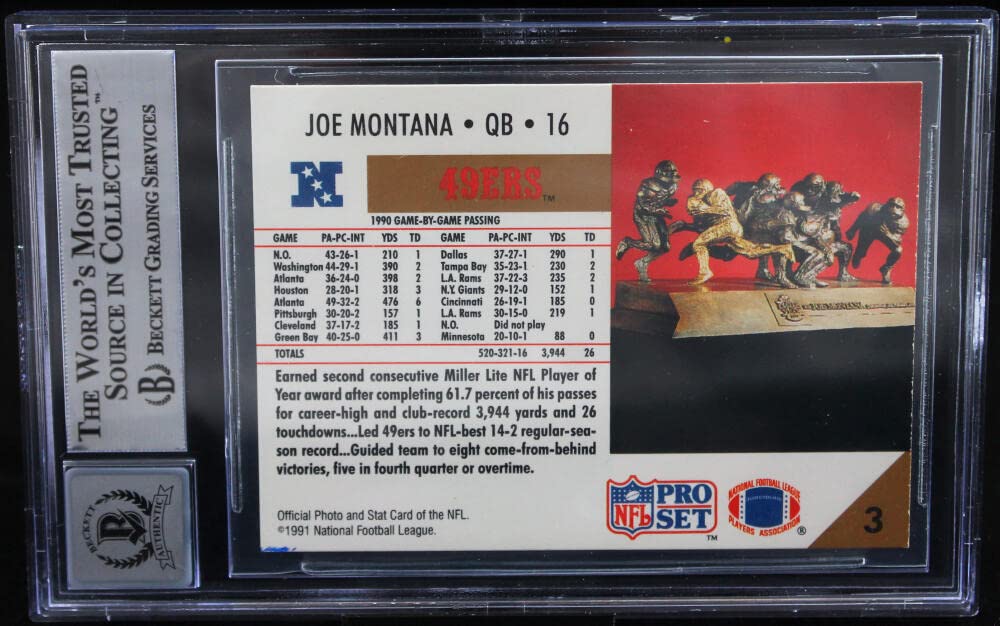 THE WORLD'S MOST TRUSTED
SOURCE IN COLLECTING™
BECKETT GRADING SERVICES
B
BECKETT
B
AUTHENTIC
JOE MONTANA • QB • 16
N
49ERS™
1990 GAME-BY-GAME PASSING
GAME PA-PC-INT YDS TD GAME PA-PC-INT YDS TD
N.O. 43-26-1 210 1 Dallas 37-27-1 290 1
Washington 44-29-1 390 2 Tampa Bay 35-23-1 230 2
Atlanta 36-24-0 398 2 L.A. Rams 37-22-3 235 2
Houston 28-20-1 318 3 N.Y. Giants 29-12-0 152 1
Atlanta 49-32-2 476 6 Cincinnati 26-19-1 185 0
Pittsburgh 30-20-2 157 1 L.A. Rams 30-15-0 219 1
Cleveland 37-17-2 185 1 N.O. Did not play
Green Bay 40-25-0 411 3 Minnesota 20-10-1 88 0
TOTALS 520-321-16 3,944 26
Earned second consecutive Miller Lite NFL Player of
Year award after completing 61.7 percent of his passes
for career-high and club-record 3,944 yards and 26
touchdowns...Led 49ers to NFL-best 14-2 regular-sea-
son record...Guided team to eight come-from-behind
victories, five in fourth quarter or overtime.
Official Photo and Stat Card of the NFL.
©1991 National Football League.
NFL PRO
SET™
NATIONAL FOOTBALL LEAGUE
PLAYERS ASSOCIATION®
3